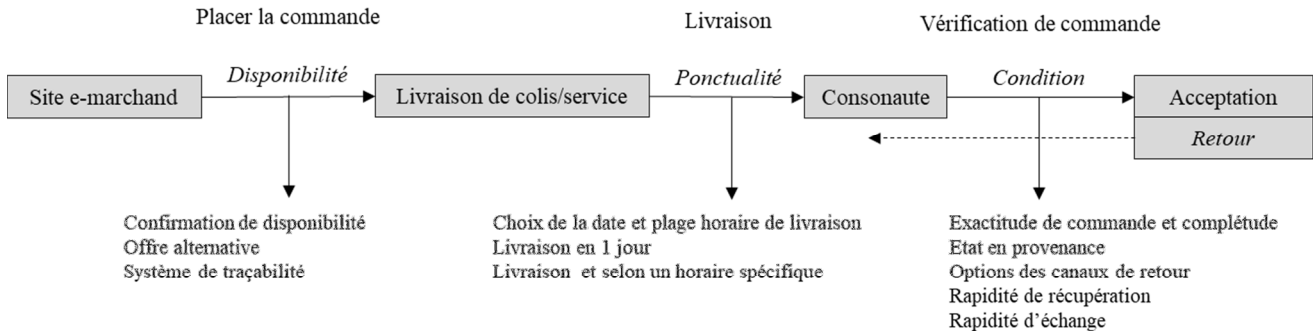 Placer la commande
Livraison
Vérification de commande
Disponibilité
Ponctualité
Condition
Site e-marchand
Livraison de colis/service
Consonaute
Acceptation
Retour
Confirmation de disponibilité
Offre alternative
Système de traçabilité
Choix de la date et plage horaire de livraison
Livraison en 1 jour
Livraison et selon un horaire spécifique
Exactitude de commande et complétude
Etat en provenance
Options des canaux de retour
Rapidité de récupération
Rapidité d'échange